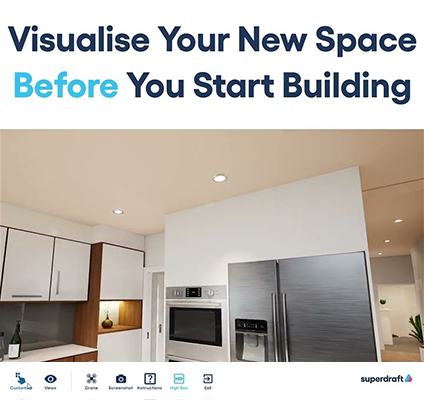 Visualise Your New Space
Before You Start Building
Customise Views Drone Screenshot Instructions High Res Exit
superdraft